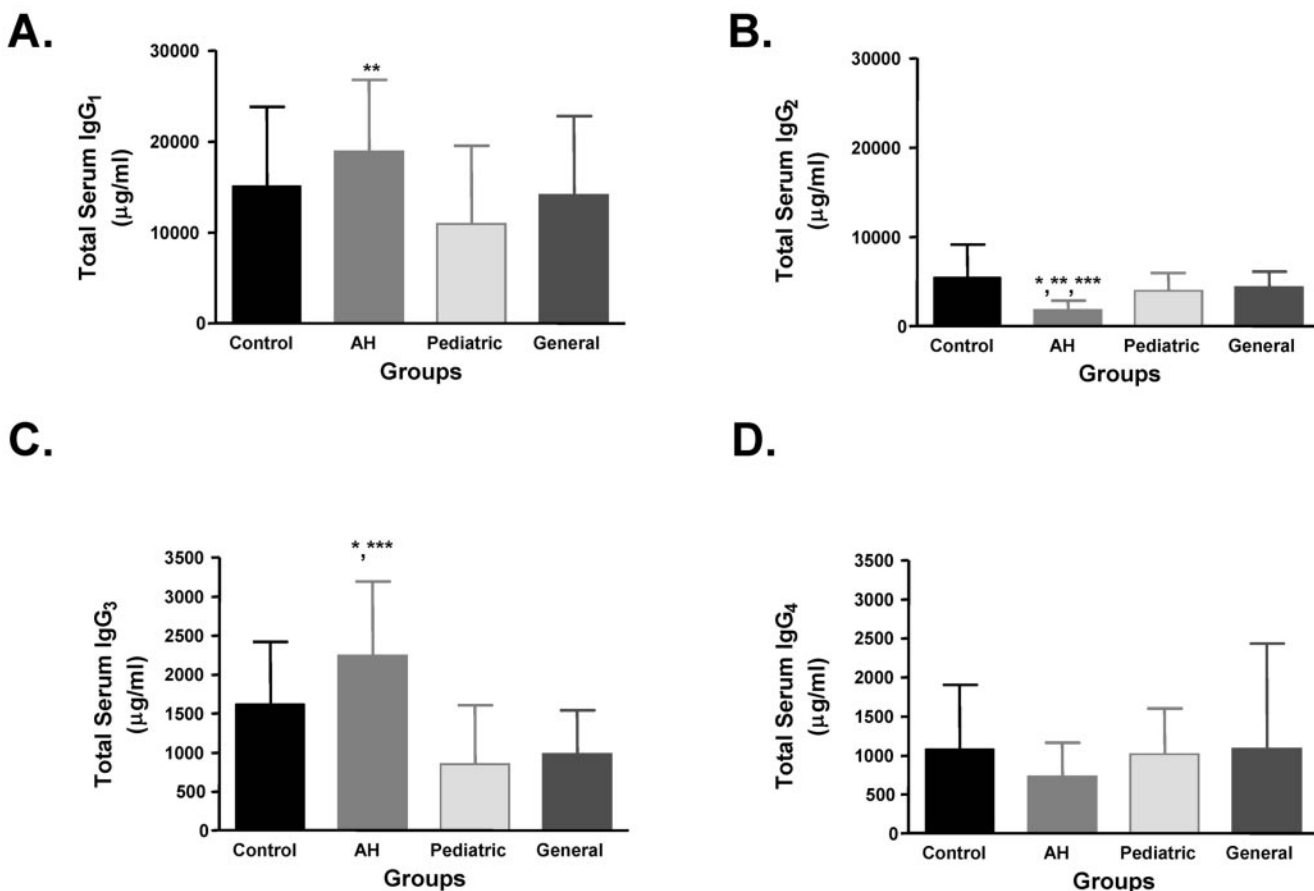 A.
Total Serum IgG1
(µg/ml)
30000
20000
10000
0
**
Control
AH
Pediatric
General
Groups
B.
Total Serum IgG2
(µg/ml)
30000
20000
10000
0
*,**,***
Control
AH
Pediatric
General
Groups
C.
Total Serum IgG3
(µg/ml)
3500
3000
2500
2000
1500
1000
500
0
*,***
Control
AH
Pediatric
General
Groups
D.
Total Serum IgG4
(µg/ml)
3500
3000
2500
2000
1500
1000
500
0
Control
AH
Pediatric
General
Groups